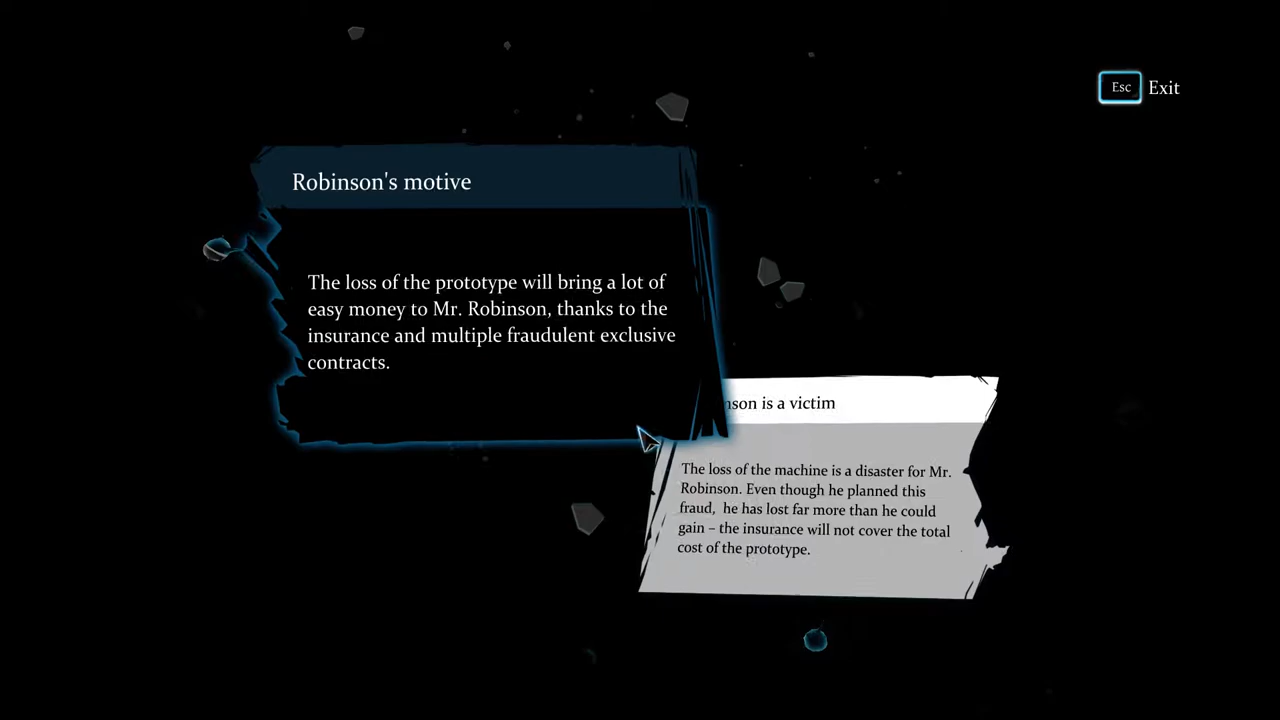 Esc Exit
Robinson's motive
The loss of the prototype will bring a lot of
easy money to Mr. Robinson, thanks to the
insurance and multiple fraudulent exclusive
contracts.
nson is a victim
The loss of the machine is a disaster for Mr.
Robinson. Even though he planned this
fraud, he has lost far more than he could
gain – the insurance will not cover the total
cost of the prototype.